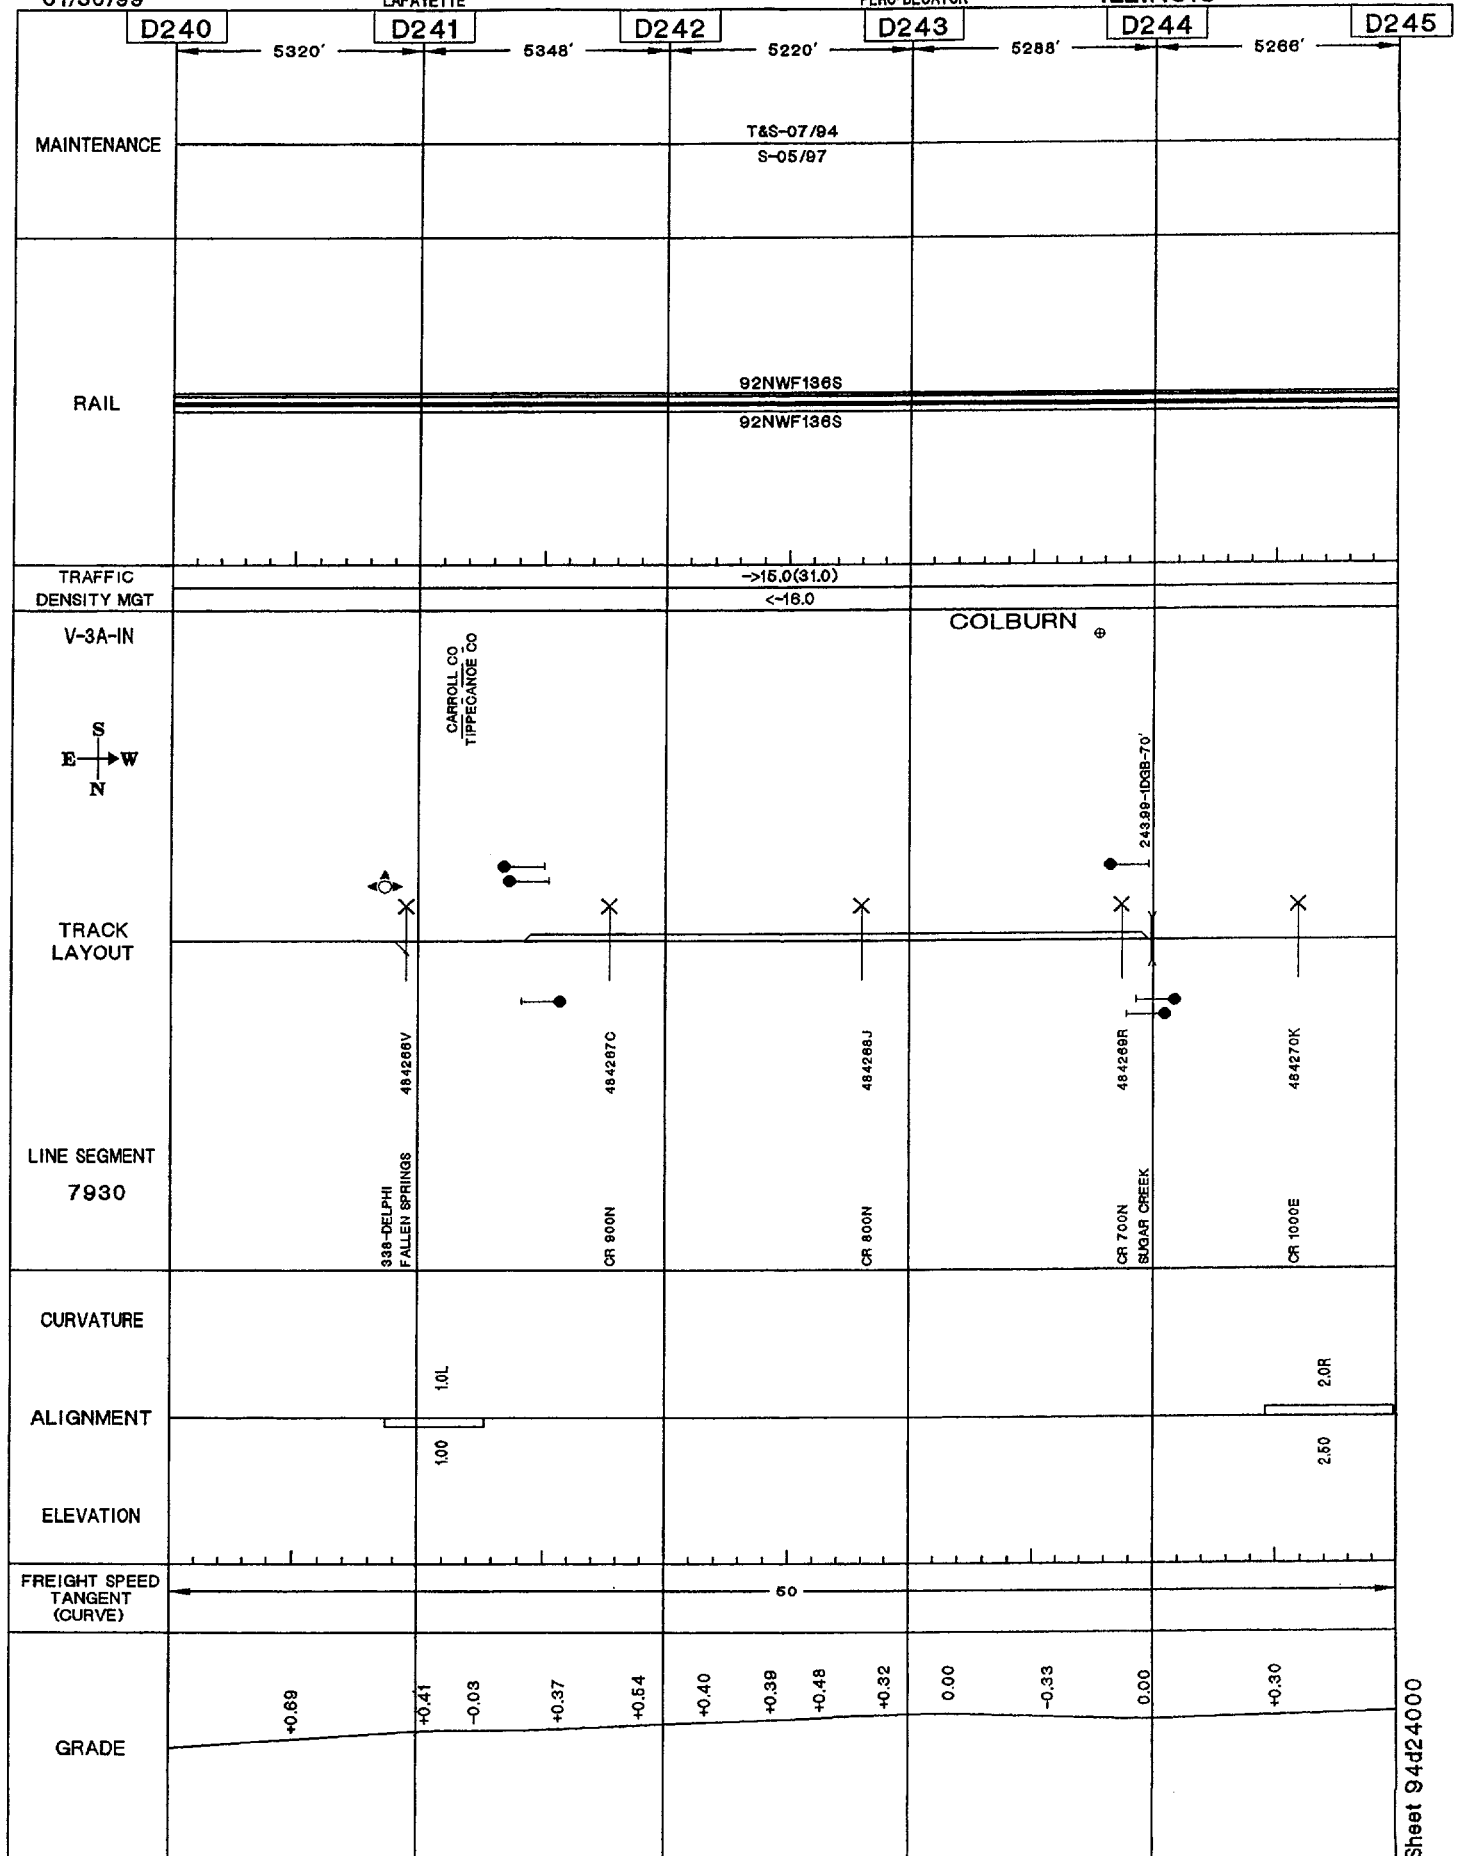 LAFAYETTE
D240 D241 D242 D243 D244 D245
5320' 5348' 5220' 5288' 5266'
MAINTENANCE
T&S-07/94
S-05/97
RAIL
92NWF136S
92NWF136S
TRAFFIC
DENSITY MGT
->15.0(31.0)
<-16.0
V-3A-IN
CARROLL CO
TIPPECANOE CO
COLBURN
S
E W
N
243.99-1DGB-70'
A
TRACK
LAYOUT
484266V
484267C
484268J
484269R
484270K
LINE SEGMENT
7930
338-DELPHI
FALLEN SPRINGS
CR 900N
CR 800N
CR 700N
SUGAR CREEK
CR 1000E
CURVATURE
1.0L
2.0R
ALIGNMENT
1.00
2.50
ELEVATION
FREIGHT SPEED
TANGENT
(CURVE)
50
GRADE
+0.69 +0.41 -0.03 +0.37 +0.54 +0.40 +0.39 +0.48 +0.32 0.00 -0.33 0.00 +0.30
Sheet 94d24000